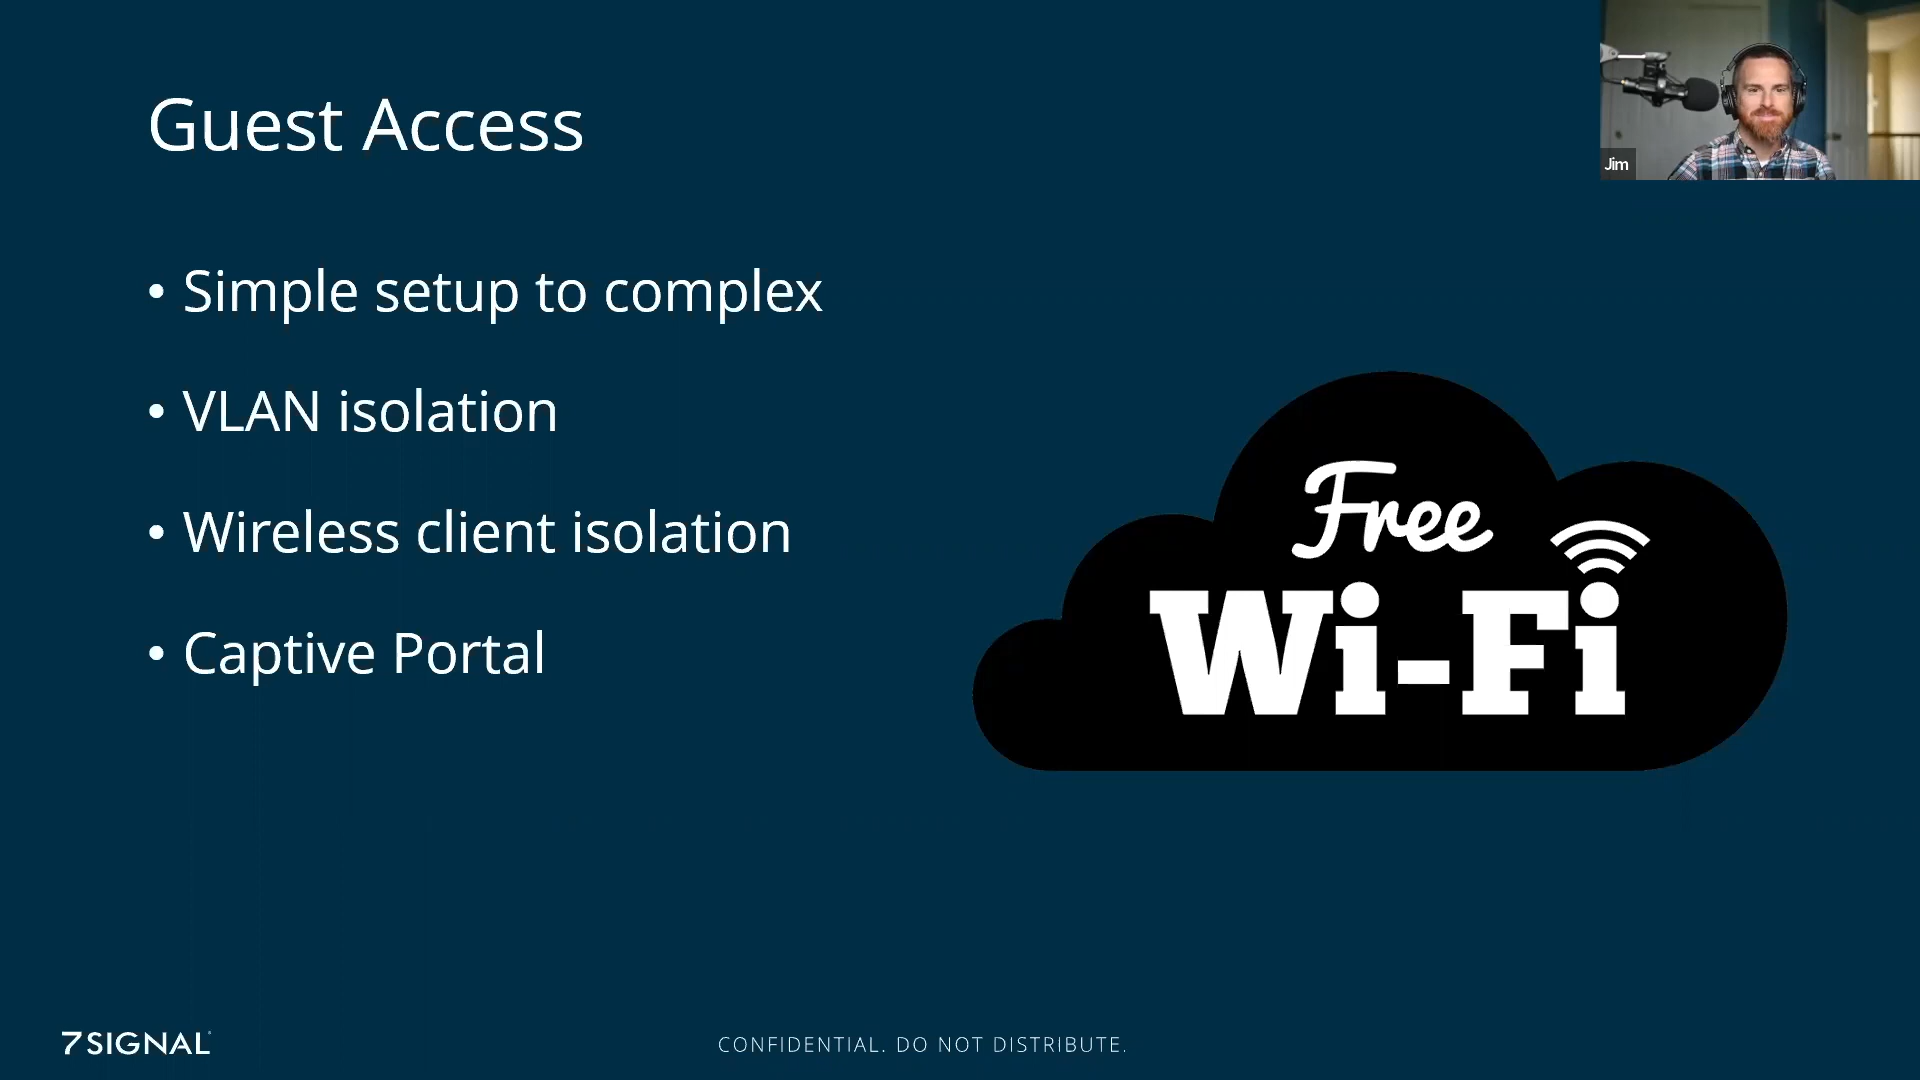 Guest Access
Jim
• Simple setup to complex
• VLAN isolation
• Wireless client isolation
• Captive Portal
Free
Wi-Fi
7SIGNAL
CONFIDENTIAL. DO NOT DISTRIBUTE.